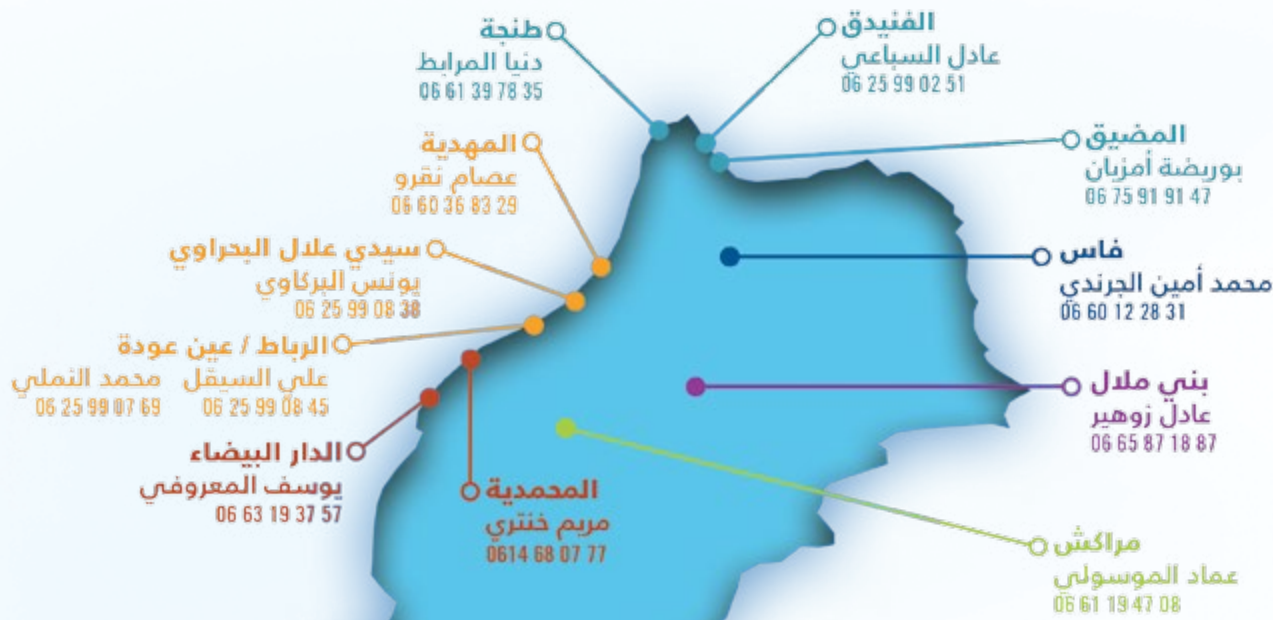 طنجة
دنيا المرابط
06 61 39 78 35
الفنيدق
عادل السباعي
06 25 99 02 51
المضيق
بوريضة أمزيان
06 75 91 91 47
المهدية
عصام نقرو
06 60 36 83 29
سيدي علال البحراوي
يونس البركاوي
06 25 99 08 38
فاس
محمد أمين الجرندي
06 60 12 28 31
الرباط / عين عودة
علي السيقل محمد النملي
06 25 99 08 45 06 25 99 07 69
بني ملال
عادل زوهير
06 65 87 18 87
الدار البيضاء
يوسف المعروفي
06 63 19 37 57
المحمدية
مريم خنتري
0614 68 07 77
مراكش
عماد الموسولي
06 61 19 47 08